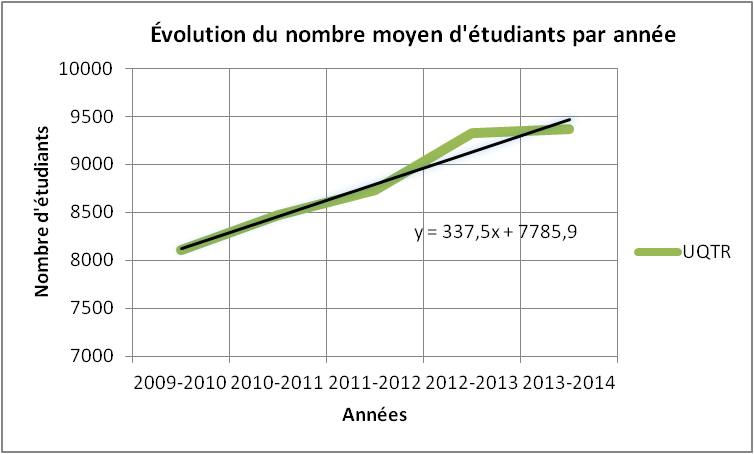 Évolution du nombre moyen d'étudiants par année
Nombre d'étudiants
10000
9500
9000
8500
8000
7500
7000
y = 337,5x + 7785,9
UQTR
2009-2010 2010-2011 2011-2012 2012-2013 2013-2014
Années